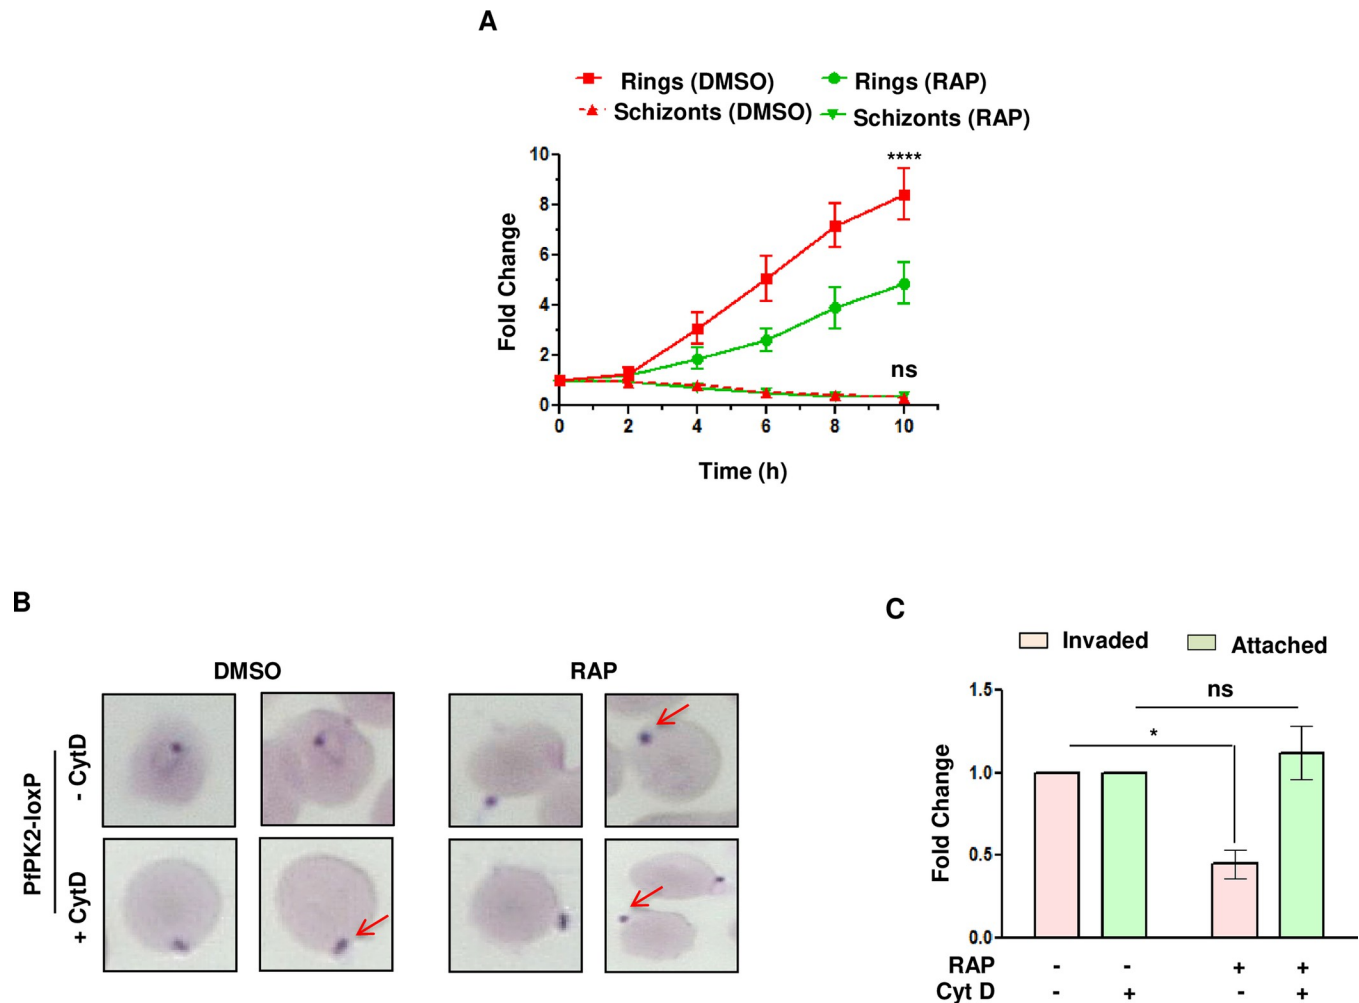 A
Rings (DMSO) Rings (RAP)
Schizonts (DMSO) Schizonts (RAP)
****
10
8
6
4
2
0
Fold Change
ns
0 2 4 6 8 10
Time (h)
B
DMSO RAP
PfPK2-loxP
- CytD
+ CytD
C
Invaded Attached
ns
*
1.5
1.0
0.5
0.0
Fold Change
RAP - - + +
Cyt D - + - +